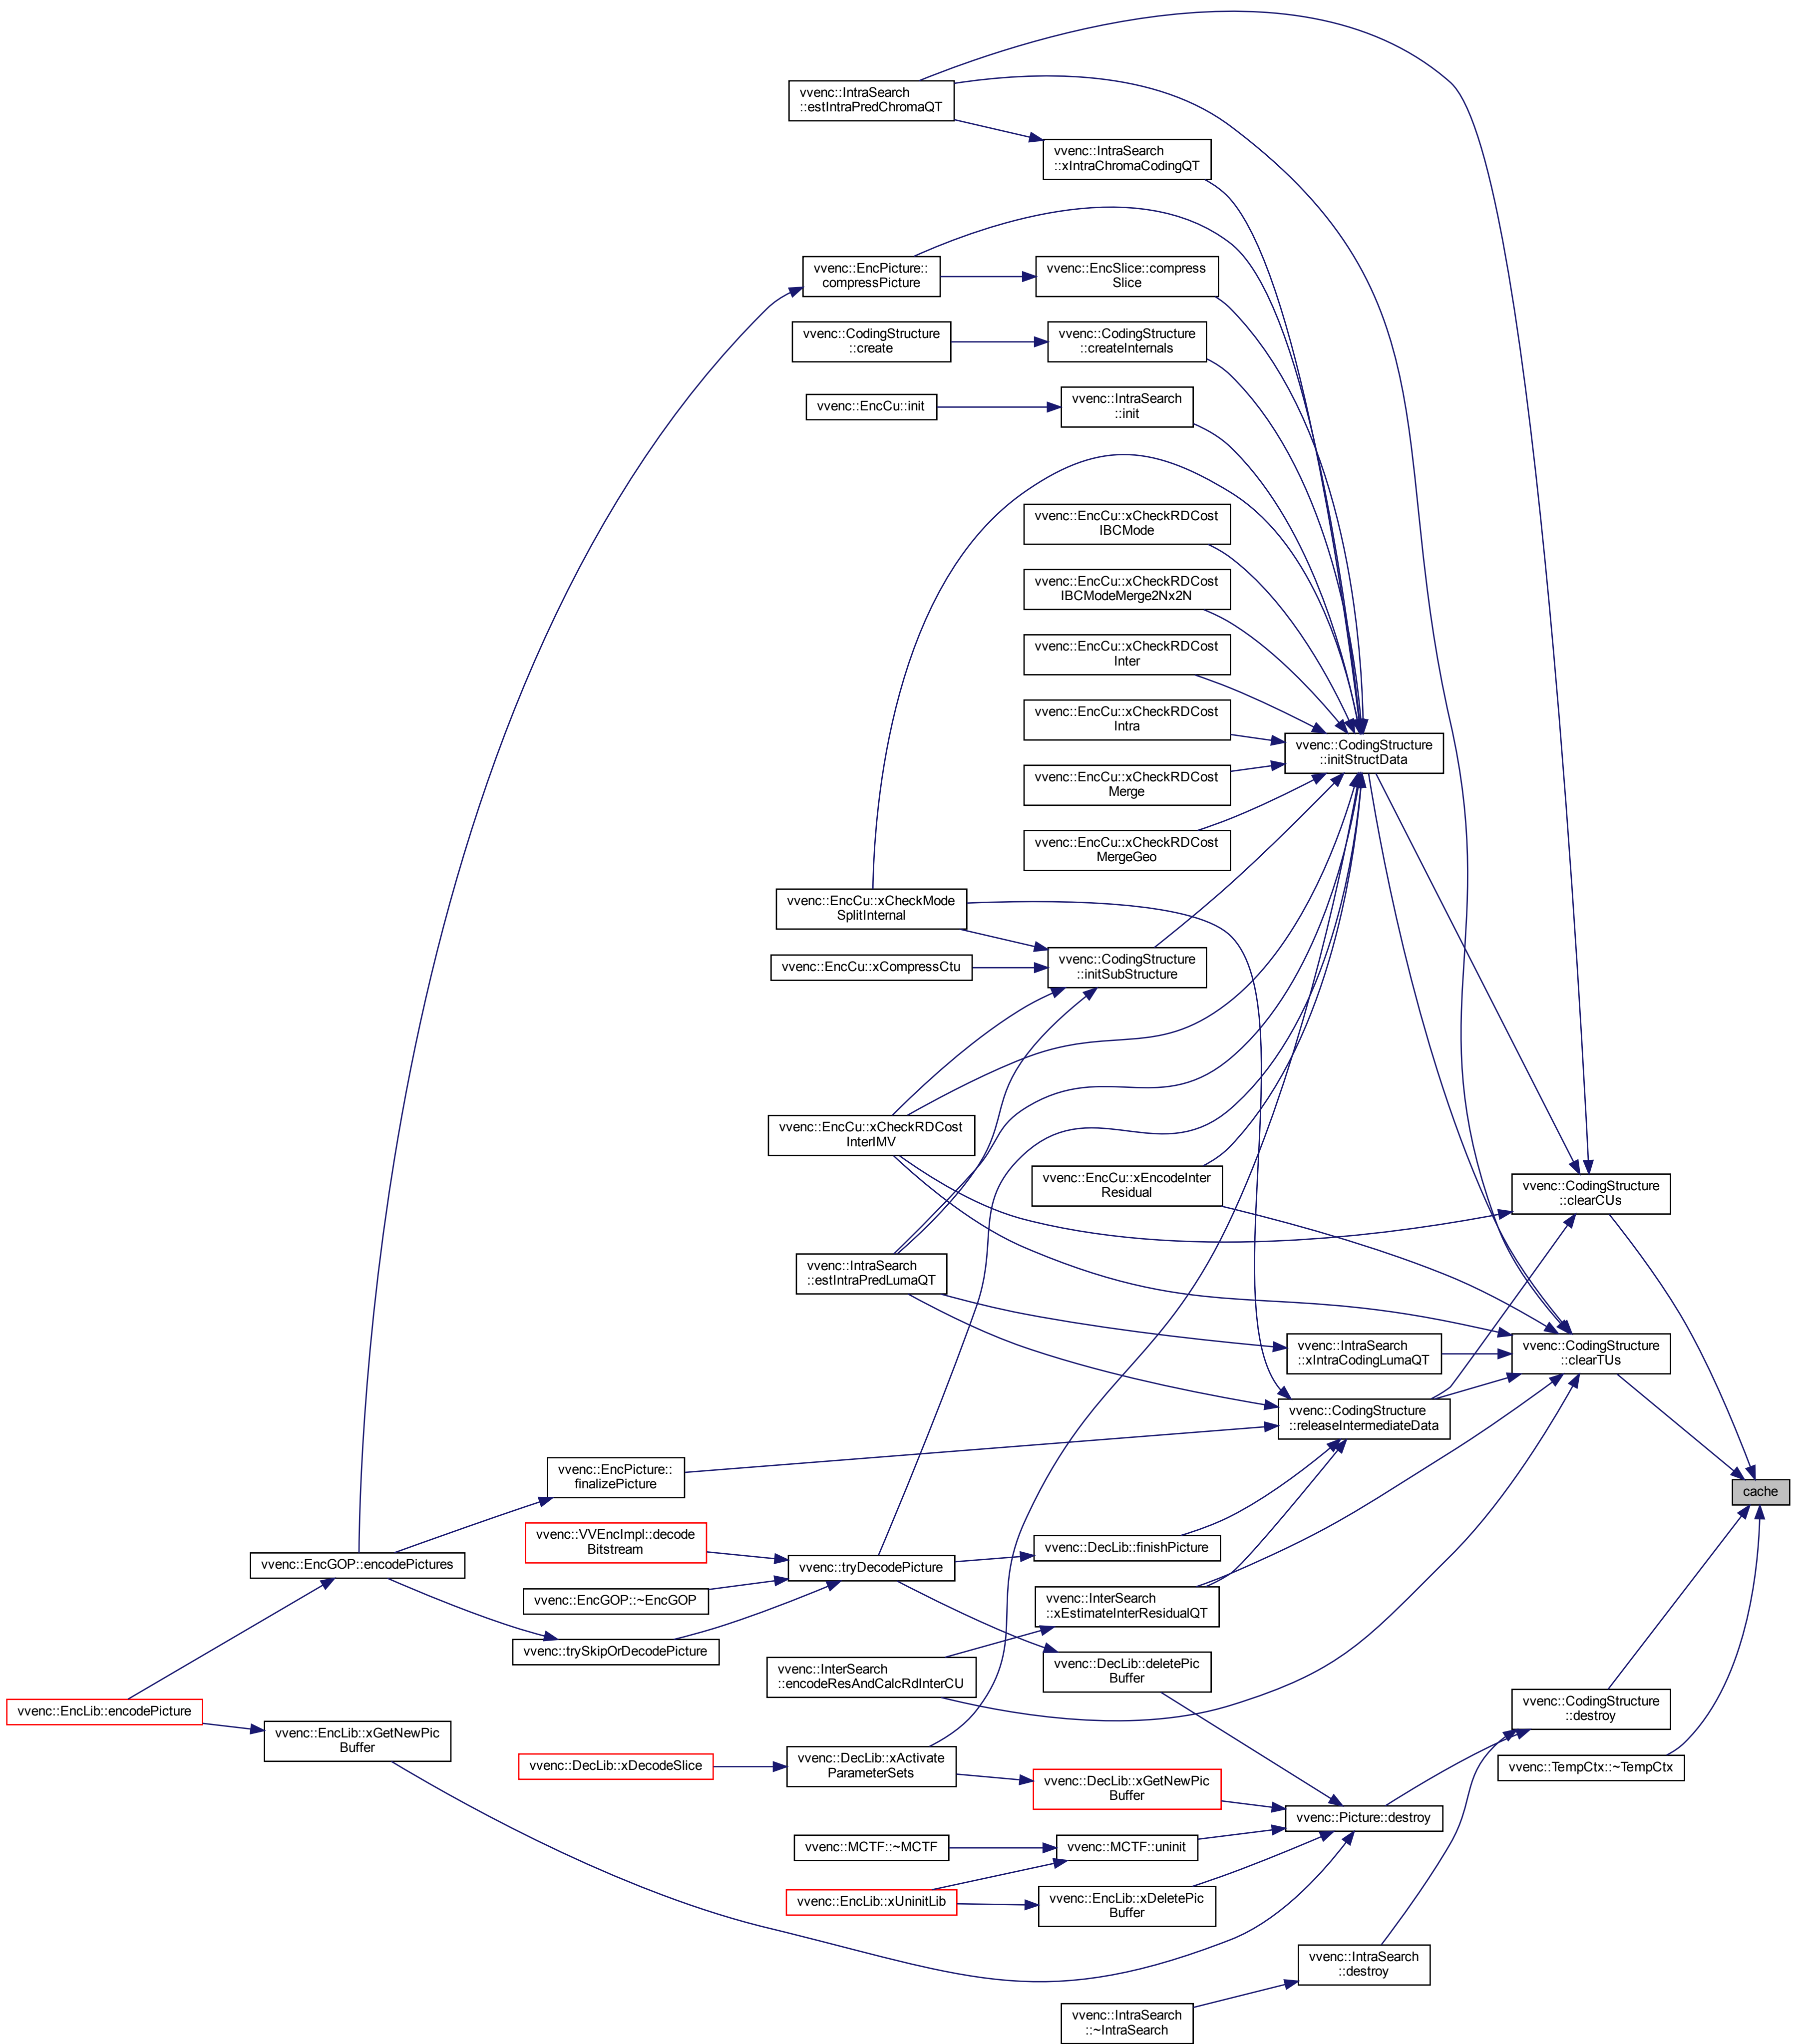 vvenc::IntraSearch
::estIntraPredChromaQT
vvenc::IntraSearch
::xIntraChromaCodingQT
vvenc::EncPicture::
compressPicture
vvenc::EncSlice::compress
Slice
vvenc::CodingStructure
::create
vvenc::CodingStructure
::createInternals
vvenc::EncCu::init
vvenc::IntraSearch
::init
vvenc::EncCu::xCheckRDCost
IBCMode
vvenc::EncCu::xCheckRDCost
IBCModeMerge2Nx2N
vvenc::EncCu::xCheckRDCost
Inter
vvenc::EncCu::xCheckRDCost
Intra
vvenc::CodingStructure
::initStructData
vvenc::EncCu::xCheckRDCost
Merge
vvenc::EncCu::xCheckRDCost
MergeGeo
vvenc::EncCu::xCheckMode
SplitInternal
vvenc::EncCu::xCompressCtu
vvenc::CodingStructure
::initSubStructure
vvenc::EncCu::xCheckRDCost
InterIMV
vvenc::EncCu::xEncodeInter
Residual
vvenc::CodingStructure
::clearCUs
vvenc::IntraSearch
::estIntraPredLumaQT
vvenc::IntraSearch
::xIntraCodingLumaQT
vvenc::CodingStructure
::clearTUs
vvenc::CodingStructure
::releaseIntermediateData
vvenc::EncPicture::
finalizePicture
cache
vvenc::VVEncImpl::decode
Bitstream
vvenc::EncGOP::encodePictures
vvenc::tryDecodePicture
vvenc::DecLib::finishPicture
vvenc::EncGOP::~EncGOP
vvenc::InterSearch
::xEstimateInterResidualQT
vvenc::trySkipOrDecodePicture
vvenc::InterSearch
::encodeResAndCalcRdInterCU
vvenc::DecLib::deletePic
Buffer
vvenc::EncLib::encodePicture
vvenc::EncLib::xGetNewPic
Buffer
vvenc::CodingStructure
::destroy
vvenc::DecLib::xDecodeSlice
vvenc::DecLib::xActivate
ParameterSets
vvenc::TempCtx::~TempCtx
vvenc::DecLib::xGetNewPic
Buffer
vvenc::Picture::destroy
vvenc::MCTF::~MCTF
vvenc::MCTF::uninit
vvenc::EncLib::xUninitLib
vvenc::EncLib::xDeletePic
Buffer
vvenc::IntraSearch
::destroy
vvenc::IntraSearch
::~IntraSearch